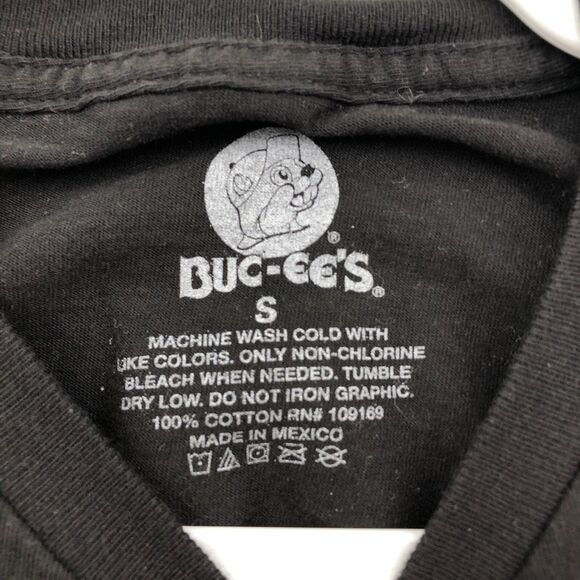 ®
BUC-EE'S®
S
MACHINE WASH COLD WITH
LIKE COLORS. ONLY NON-CHLORINE
BLEACH WHEN NEEDED. TUMBLE
DRY LOW. DO NOT IRON GRAPHIC.
100% COTTON RN# 109169
MADE IN MEXICO